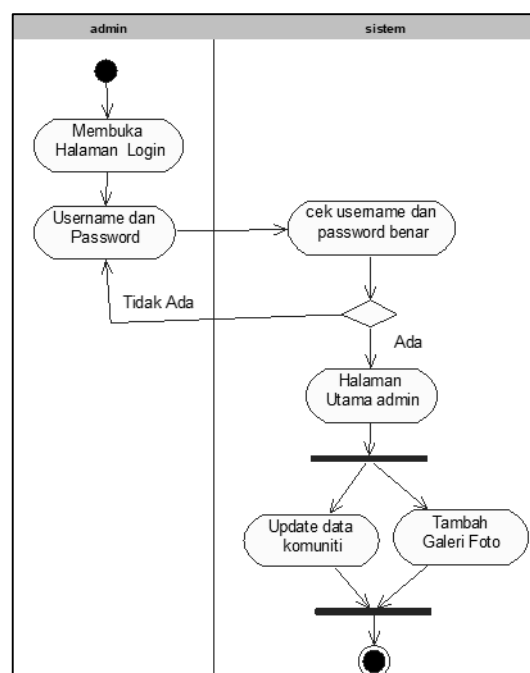 admin
sistem
Membuka
Halaman Login
Username dan
Password
cek username dan
password benar
Tidak Ada
Ada
Halaman
Utama admin
Update data
komuniti
Tambah
Galeri Foto